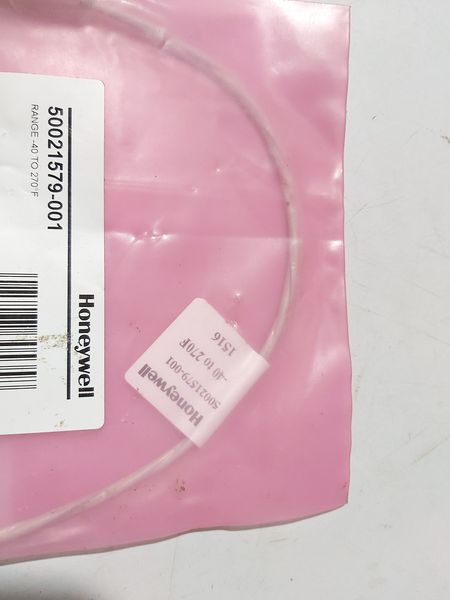 Honeywell
50021579-001
RANGE -40 TO 270°F
Honeywell
50021579-001
-40 to 270F
1516